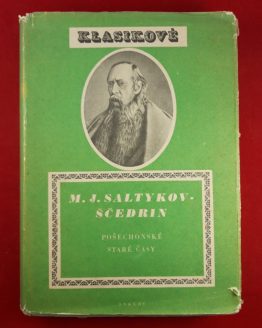 KLASIKOVÉ
M. J. SALTYKOV-
ŠČEDRIN
POŠECHONSKÉ
STARÉ ČASY